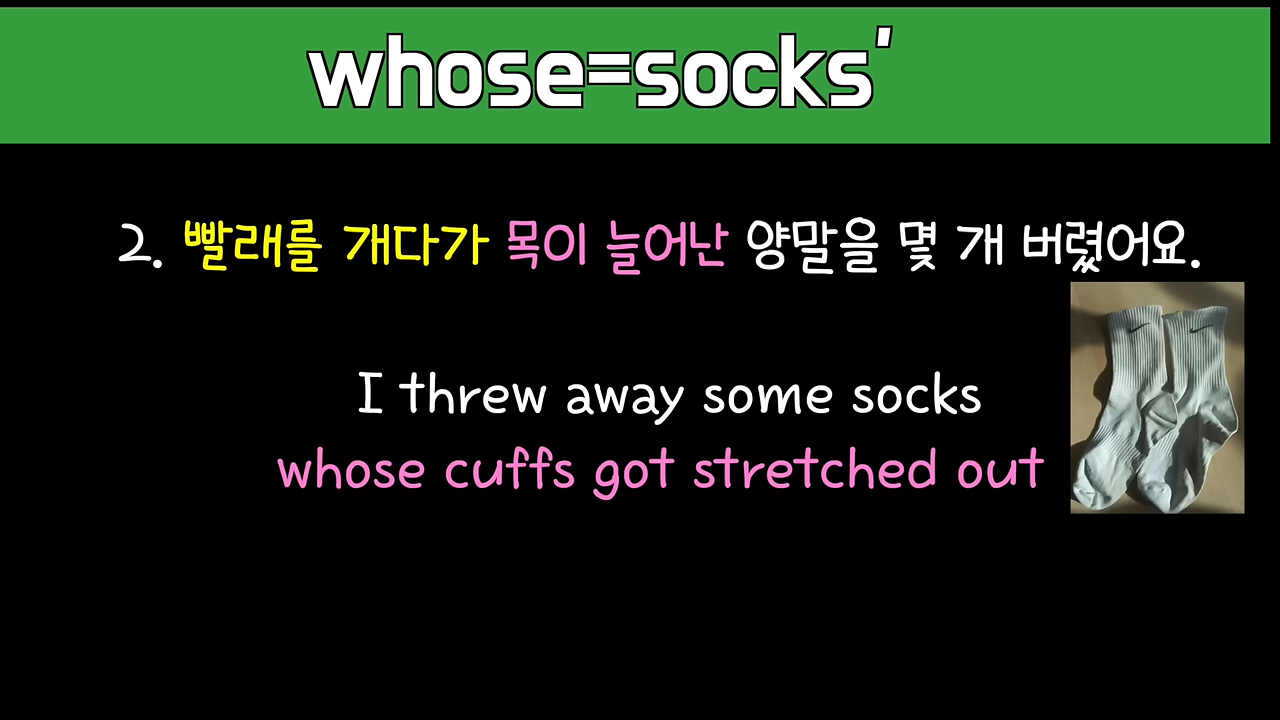 whose=socks'
2. 빨래를 개다가 목이 늘어난 양말을 몇 개 버렸어요.
I threw away some socks
whose cuffs got stretched out